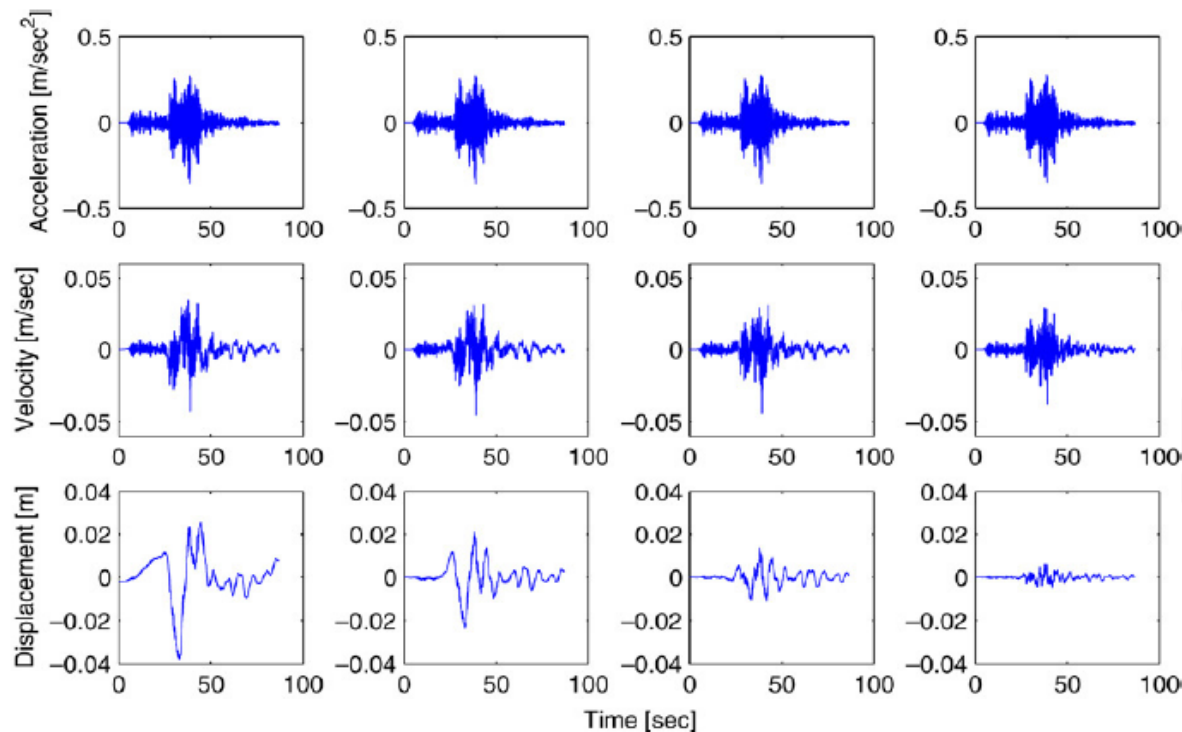 Acceleration [m/sec²]
0.5 0.5 0.5 0.5
0 0 0 0
−0.5 −0.5 −0.5 −0.5
0 50 100 0 50 100 0 50 100 0 50 100
Velocity [m/sec]
0.05 0.05 0.05 0.05
0 0 0 0
−0.05 −0.05 −0.05 −0.05
0 50 100 0 50 100 0 50 100 0 50 100
Displacement [m]
0.04 0.04 0.04 0.04
0.02 0.02 0.02 0.02
0 0 0 0
−0.02 −0.02 −0.02 −0.02
−0.04 −0.04 −0.04 −0.04
0 50 100 0 50 100 0 50 100 0 50 100
Time [sec]